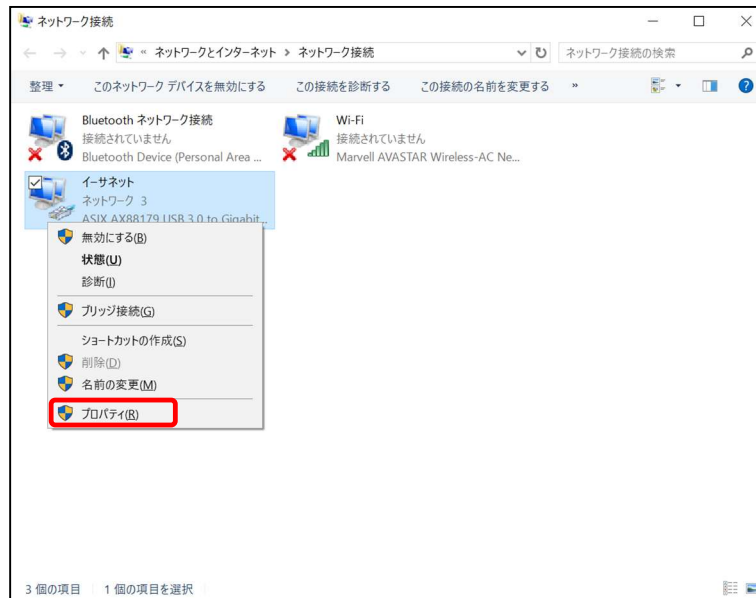 ネットワーク接続
« ネットワークとインターネット > ネットワーク接続
ネットワーク接続の検索
整理 このネットワーク デバイスを無効にする この接続を診断する この接続の名前を変更する »
Bluetooth ネットワーク接続
接続されていません
Bluetooth Device (Personal Area ...
Wi-Fi
接続されていません
Marvell AVASTAR Wireless-AC Ne...
イーサネット
ネットワーク 3
ASIX AX88179 USB 3.0 to Gigabit...
無効にする(B)
状態(U)
診断(I)
ブリッジ接続(G)
ショートカットの作成(S)
削除(D)
名前の変更(M)
プロパティ(R)
3 個の項目 1 個の項目を選択